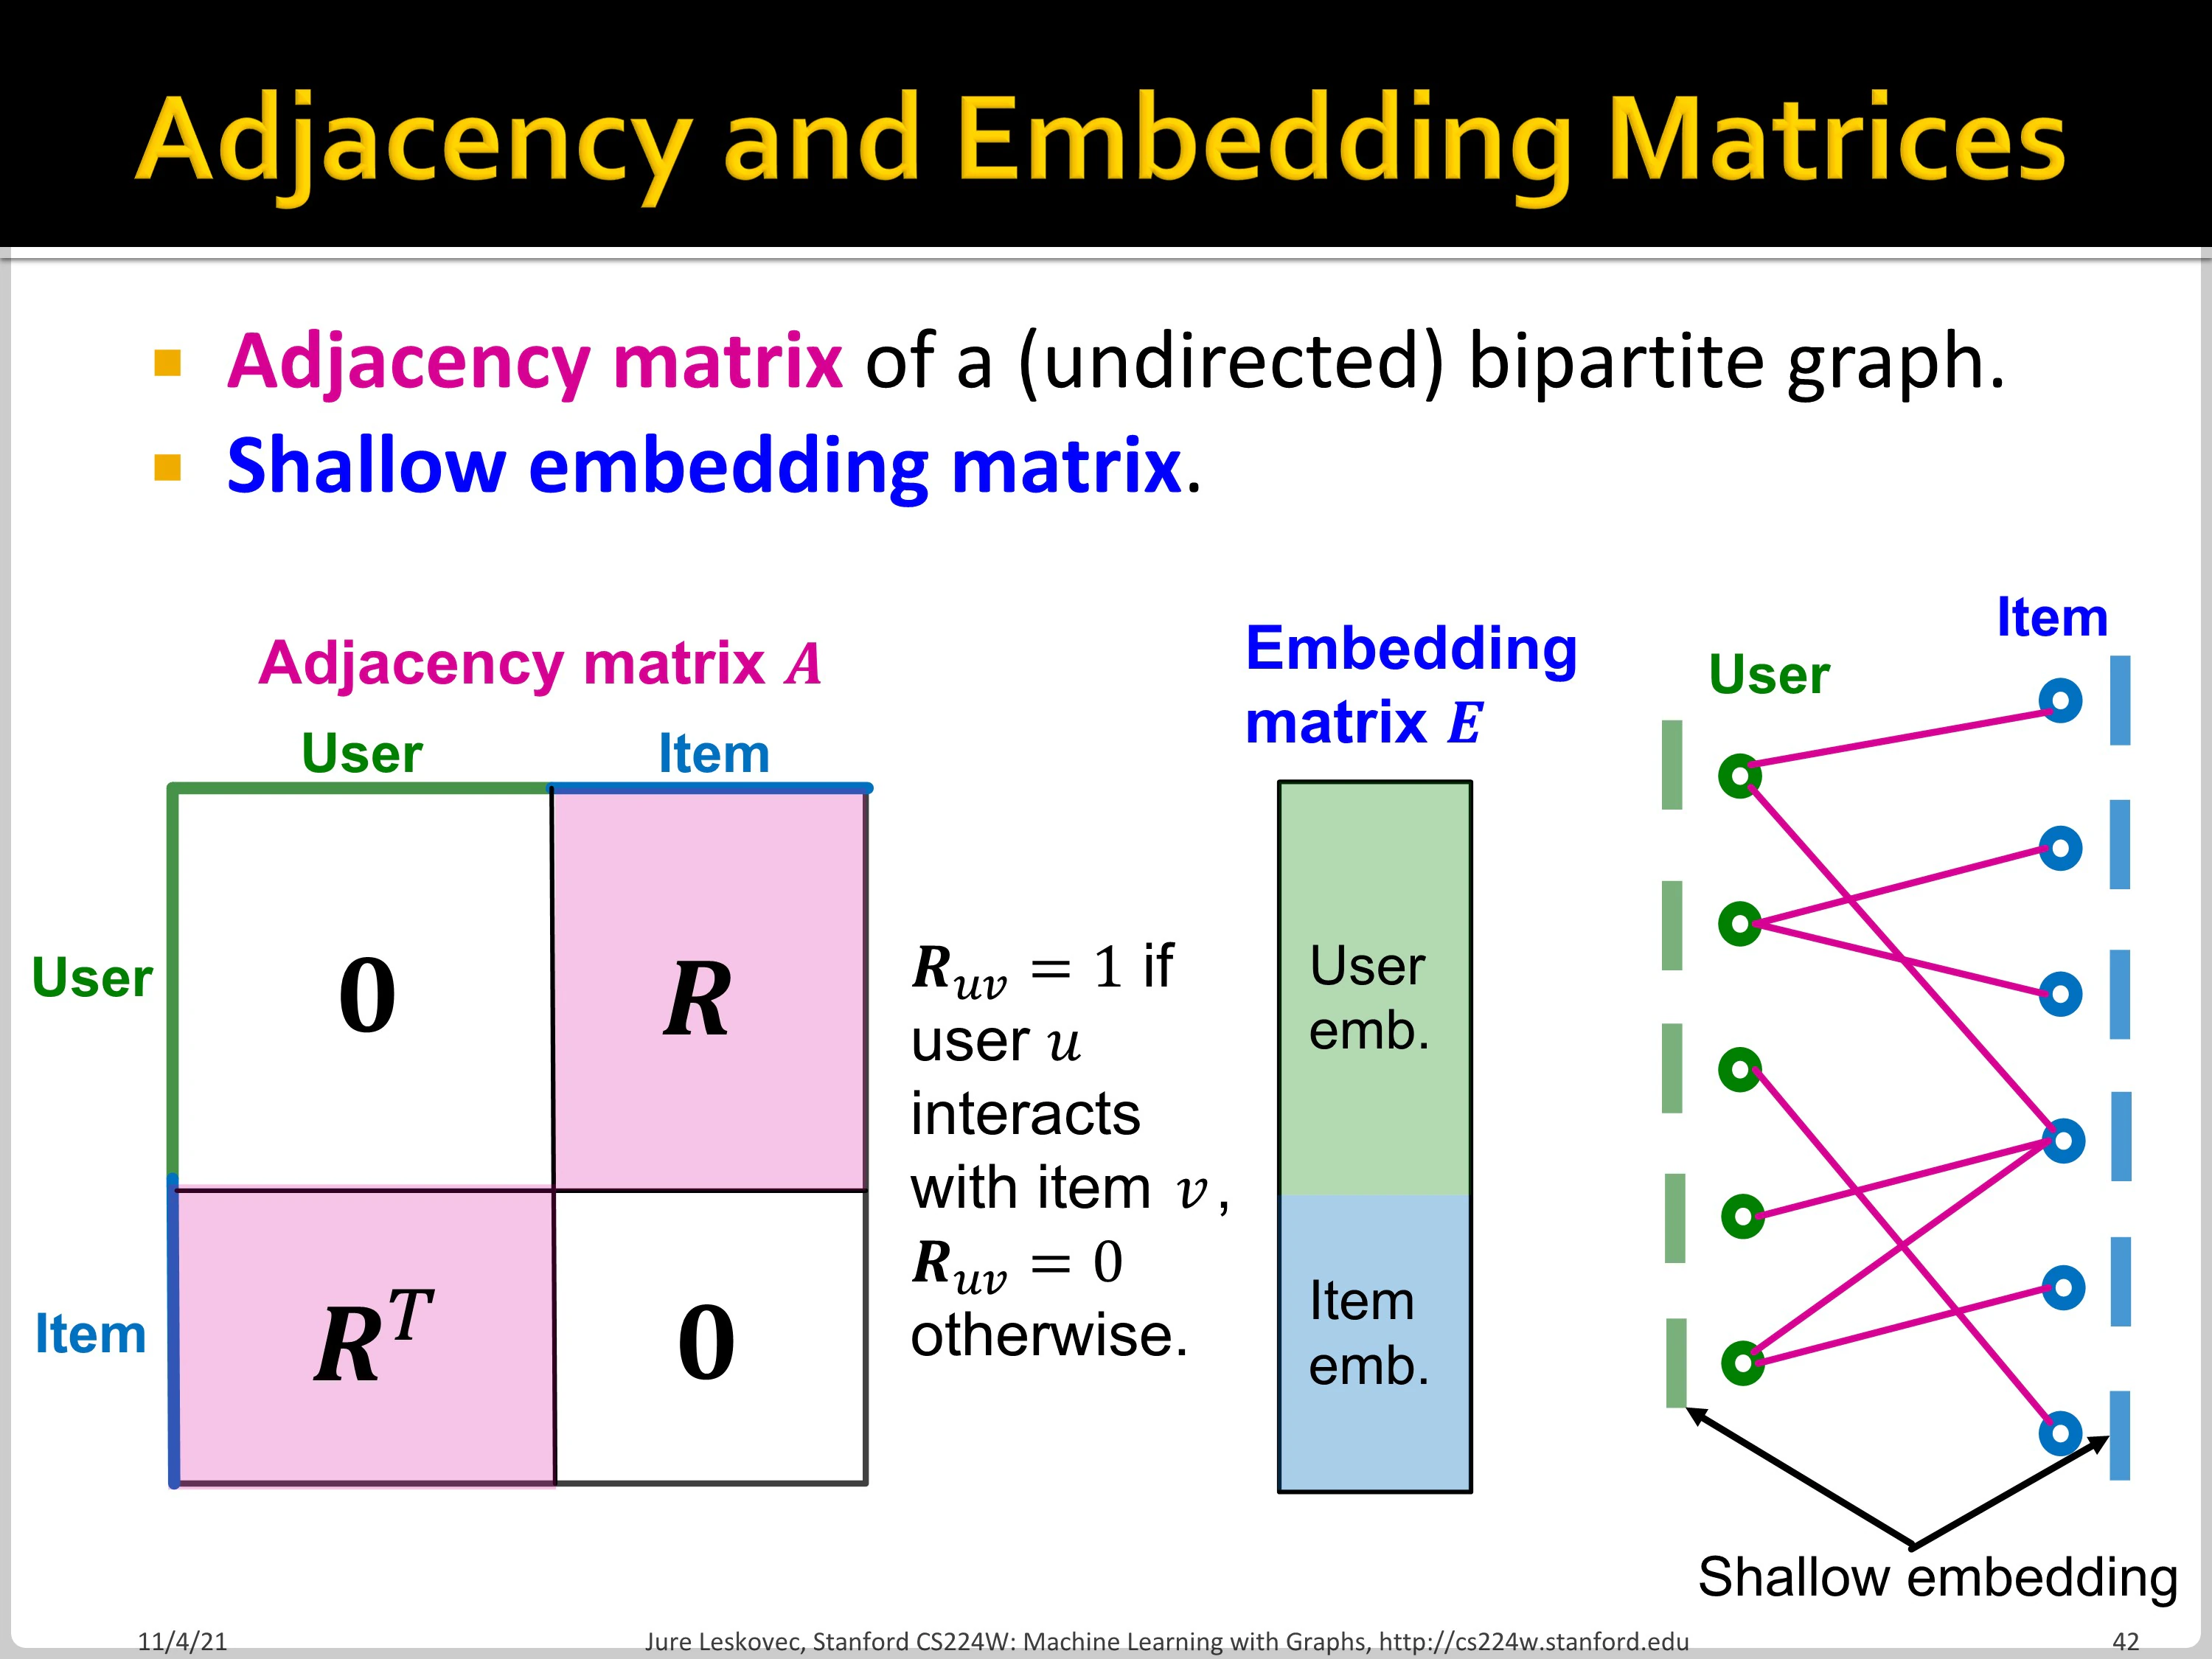 Adjacency and Embedding Matrices
Adjacency matrix of a (undirected) bipartite graph.
Shallow embedding matrix.
Adjacency matrix A
User Item
User
0 R
Item
R^T 0
R_uv = 1 if
user u
interacts
with item v,
R_uv = 0
otherwise.
Embedding
matrix E
User
emb.
Item
emb.
User
Item
Shallow embedding
11/4/21
Jure Leskovec, Stanford CS224W: Machine Learning with Graphs, http://cs224w.stanford.edu
42